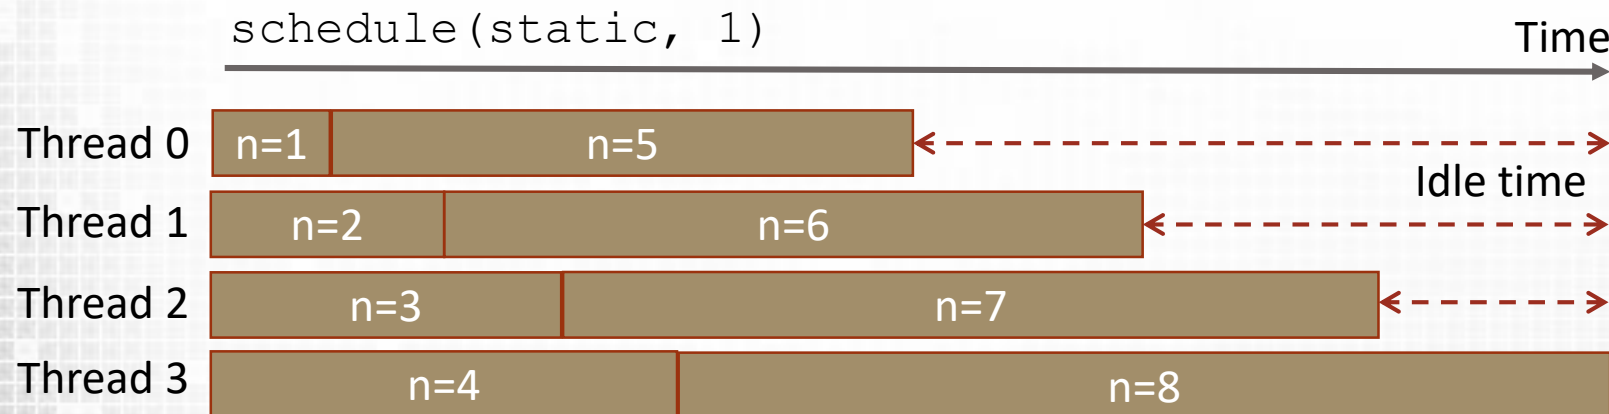 schedule(static, 1)
Time
Thread 0 n=1 n=5
Idle time
Thread 1 n=2 n=6
Thread 2 n=3 n=7
Thread 3 n=4 n=8